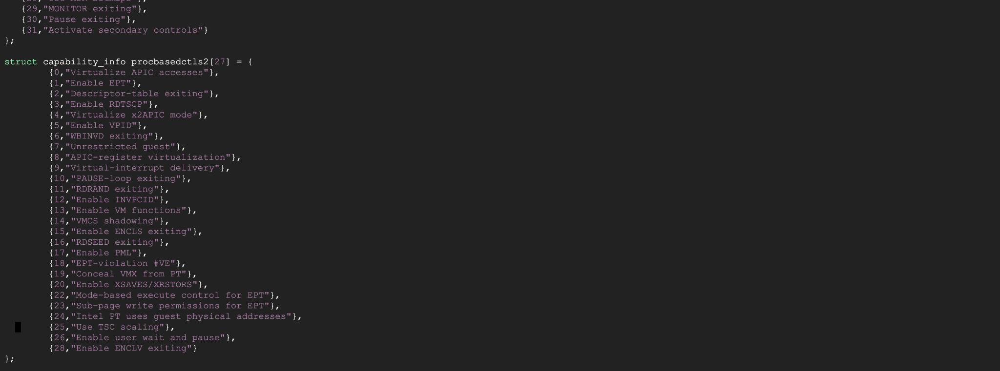 {29,"MONITOR exiting"},
{30,"Pause exiting"},
{31,"Activate secondary controls"}
};
struct capability_info procbasedctls2[27] = {
{0,"Virtualize APIC accesses"},
{1,"Enable EPT"},
{2,"Descriptor-table exiting"},
{3,"Enable RDTSCP"},
{4,"Virtualize x2APIC mode"},
{5,"Enable VPID"},
{6,"WBINVD exiting"},
{7,"Unrestricted guest"},
{8,"APIC-register virtualization"},
{9,"Virtual-interrupt delivery"},
{10,"PAUSE-loop exiting"},
{11,"RDRAND exiting"},
{12,"Enable INVPCID"},
{13,"Enable VM functions"},
{14,"VMCS shadowing"},
{15,"Enable ENCLS exiting"},
{16,"RDSEED exiting"},
{17,"Enable PML"},
{18,"EPT-violation #VE"},
{19,"Conceal VMX from PT"},
{20,"Enable XSAVES/XRSTORS"},
{22,"Mode-based execute control for EPT"},
{23,"Sub-page write permissions for EPT"},
{24,"Intel PT uses guest physical addresses"},
{25,"Use TSC scaling"},
{26,"Enable user wait and pause"},
{28,"Enable ENCLV exiting"}
};